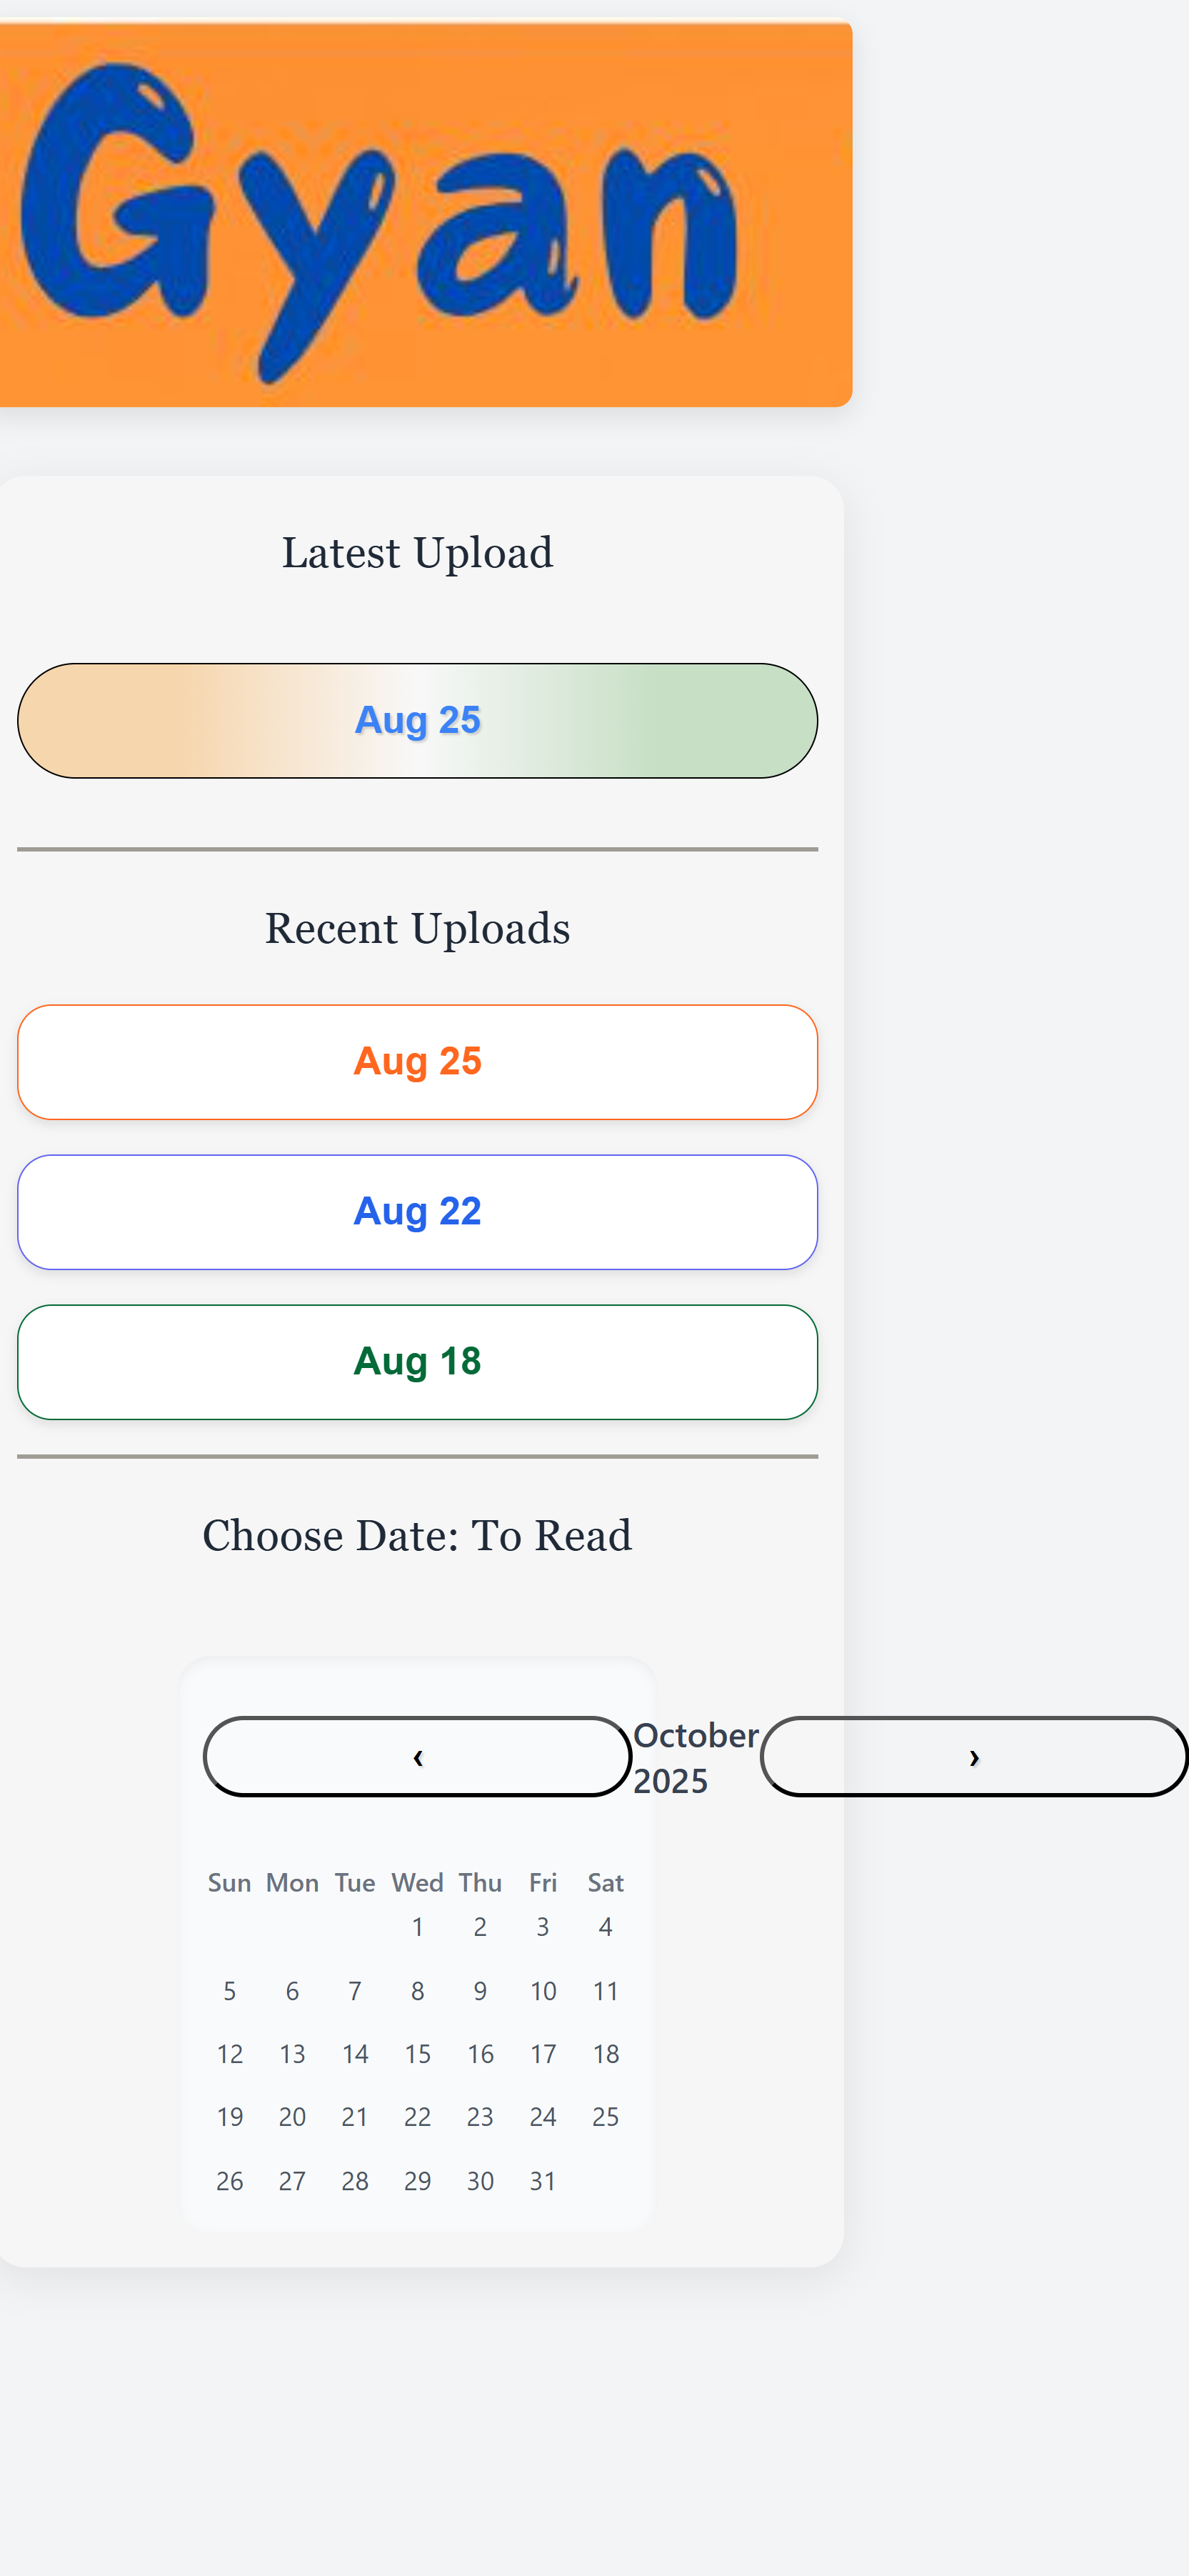 Gyan
Latest Upload
Aug 25
Recent Uploads
Aug 25
Aug 22
Aug 18
Choose Date: To Read
‹ October 2025 ›
Sun Mon Tue Wed Thu Fri Sat
1 2 3 4
5 6 7 8 9 10 11
12 13 14 15 16 17 18
19 20 21 22 23 24 25
26 27 28 29 30 31